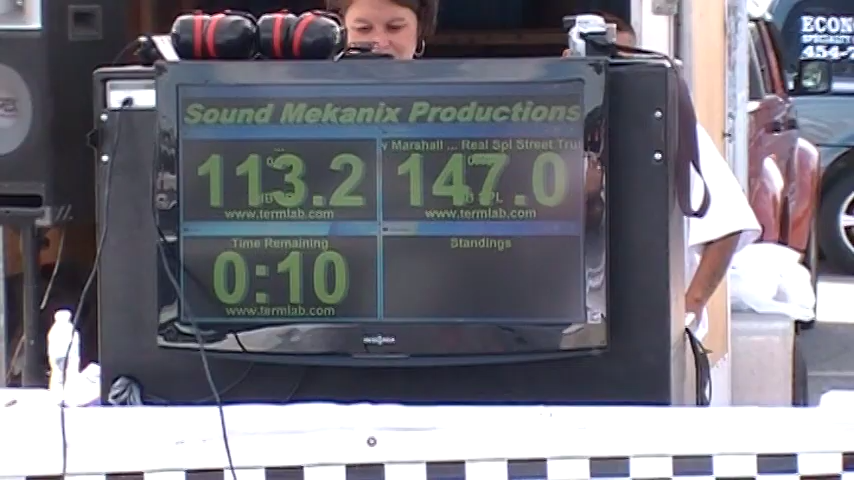 Sound Mekanix Productions
Marshall ... Real Spl Street
113.2
www.termlab.com
147.0
www.termlab.com
Time Remaining
0:10
www.termlab.com
Standings
INSIGNIA
ECON
454-